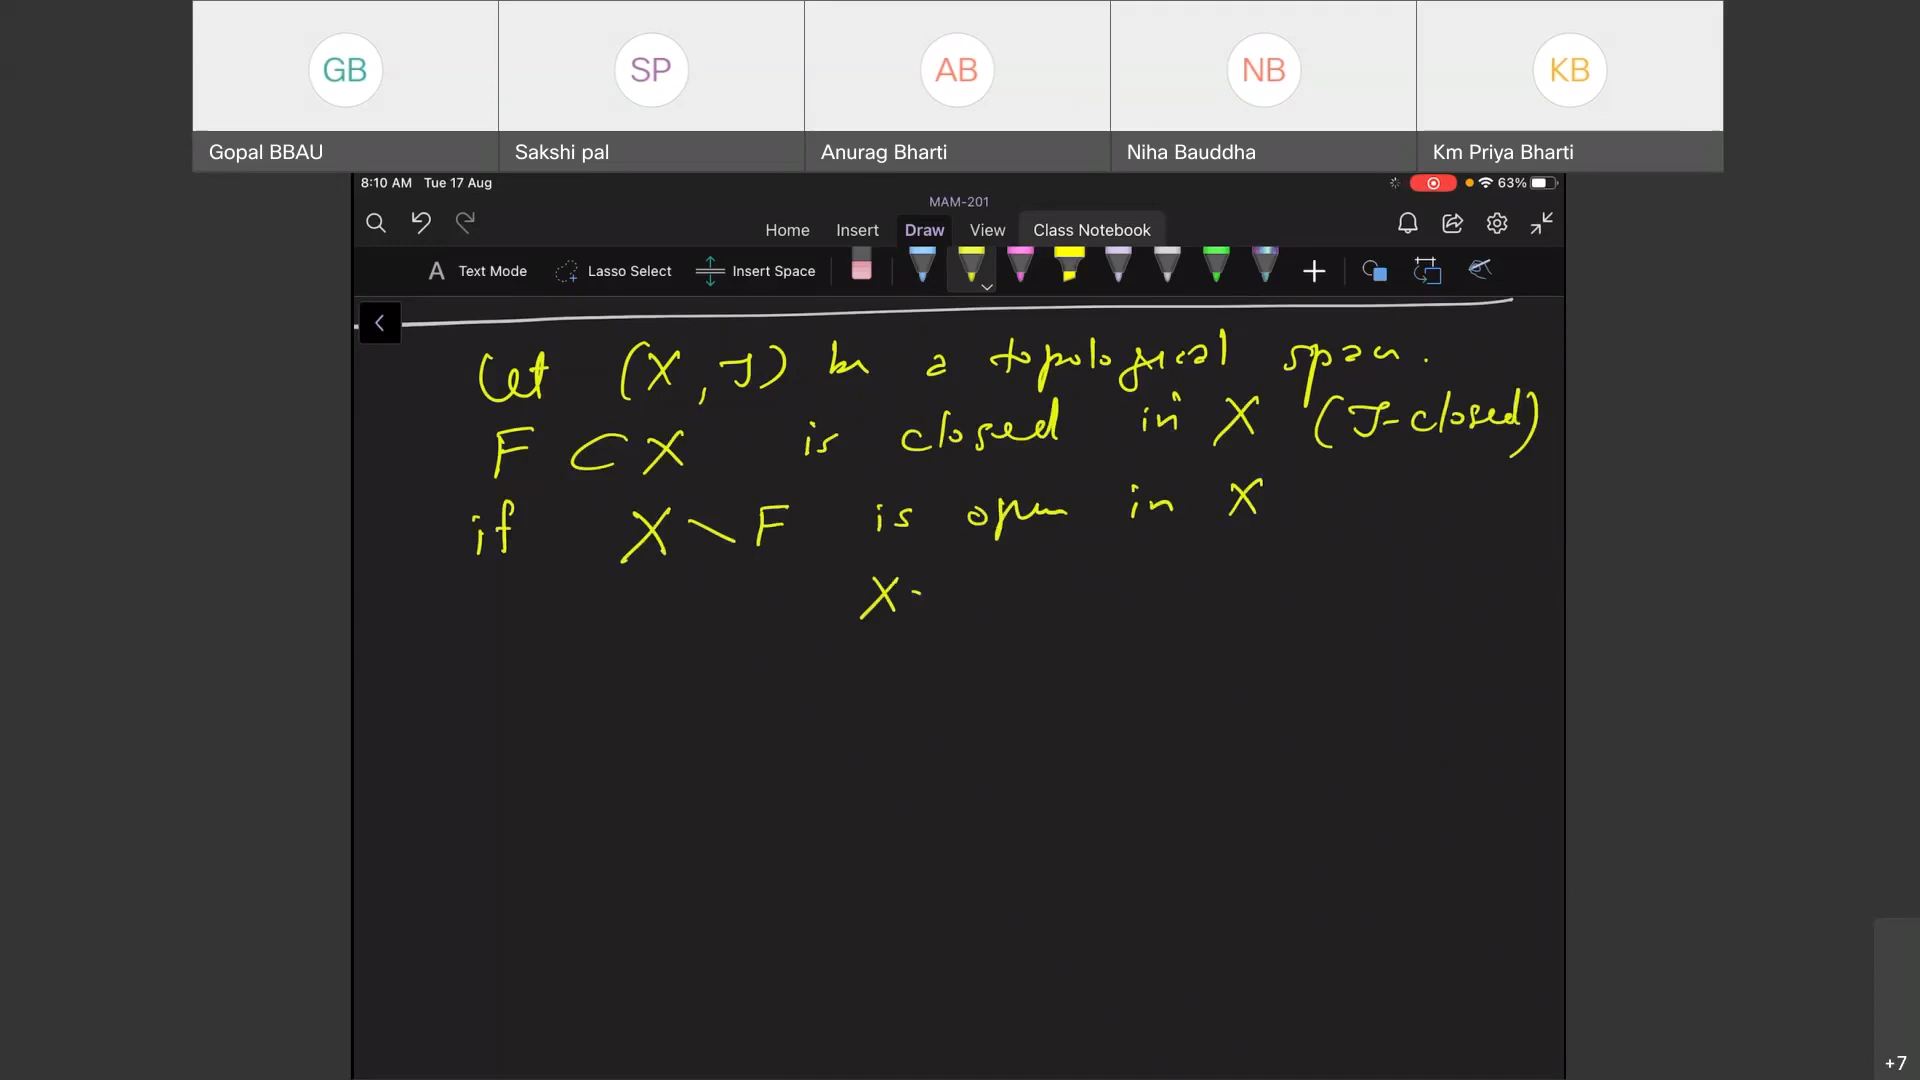 GB SP AB NB KB
Gopal BBAU Sakshi pal Anurag Bharti Niha Bauddha Km Priya Bharti
8:10 AM Tue 17 Aug 63%
MAM-201
Home Insert Draw View Class Notebook
A Text Mode Lasso Select Insert Space
Let (X, J) be a topological space.
F ⊂ X is closed in X (J-closed)
if X \ F is open in X
X -
+7